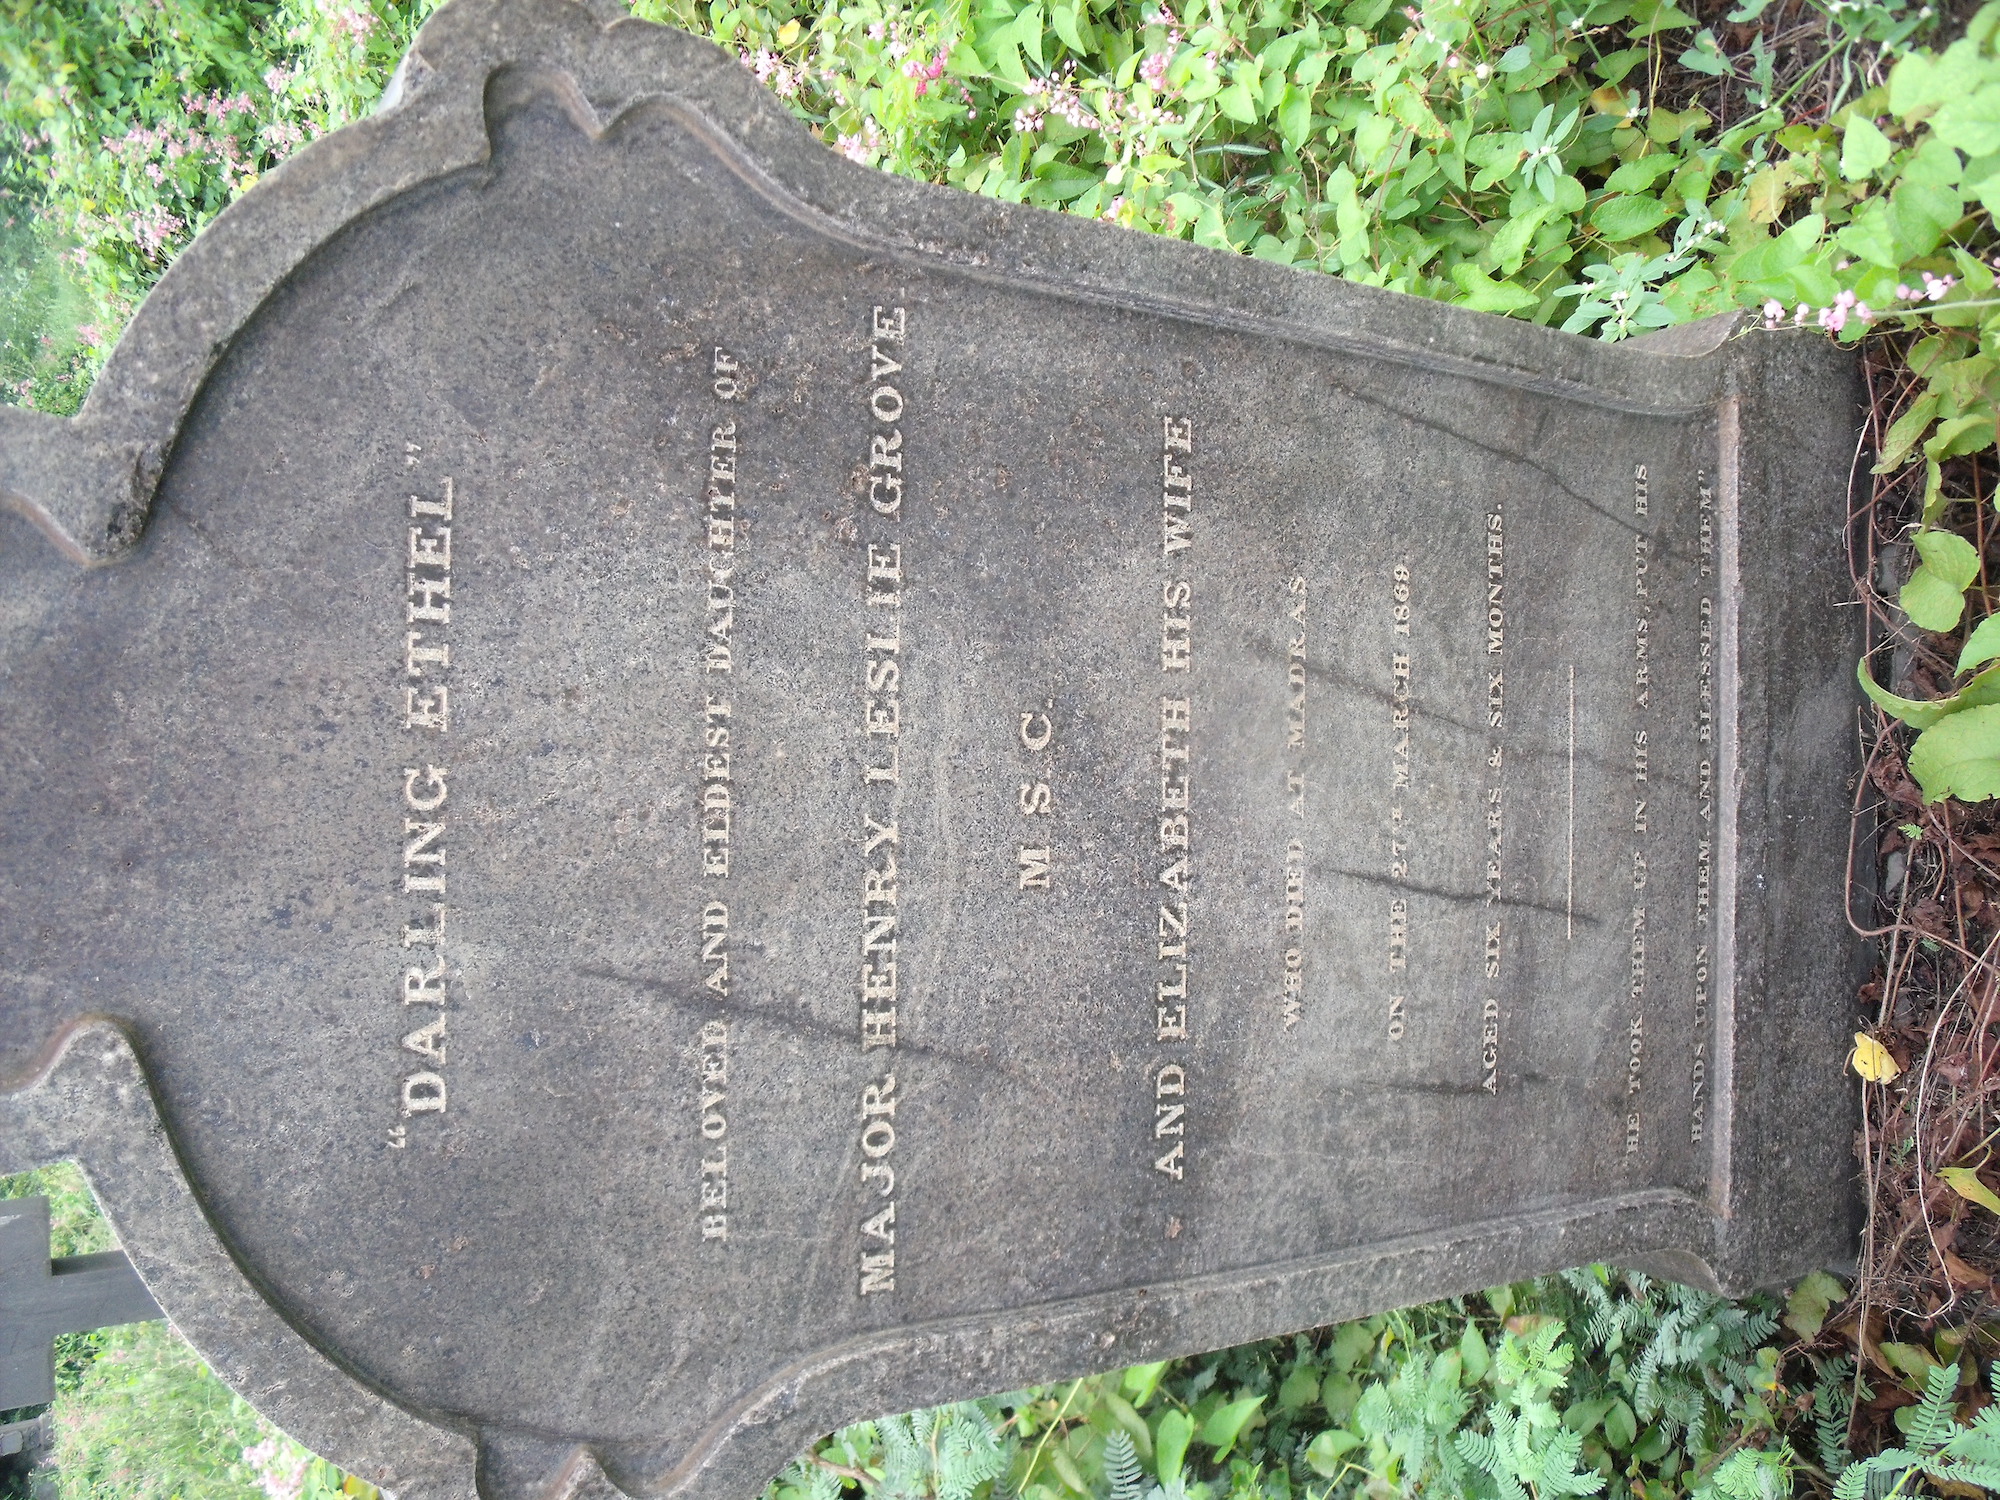 “DARLING ETHEL”
BELOVED AND ELDEST DAUGHTER OF
MAJOR HENRY LESLIE GROVE
M.S.C.
AND ELIZABETH HIS WIFE
WHO DIED AT MADRAS
ON THE 27TH MARCH 1869.
AGED SIX YEARS & SIX MONTHS.
HE TOOK THEM UP IN HIS ARMS, PUT HIS
HANDS UPON THEM AND BLESSED THEM”